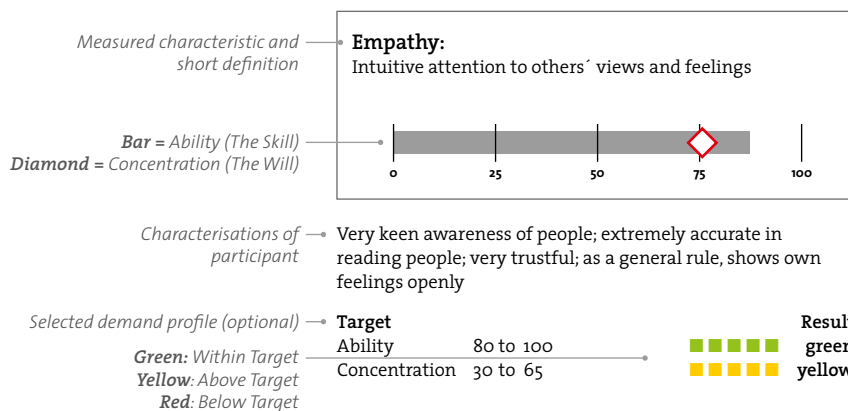 Measured characteristic and
short definition
Empathy:
Intuitive attention to others´ views and feelings
Bar = Ability (The Skill)
Diamond = Concentration (The Will)
0 25 50 75 100
Characterisations of
participant
Very keen awareness of people; extremely accurate in
reading people; very trustful; as a general rule, shows own
feelings openly
Selected demand profile (optional)
Target Result
Ability 80 to 100 green
Concentration 30 to 65 yellow
Green: Within Target
Yellow: Above Target
Red: Below Target